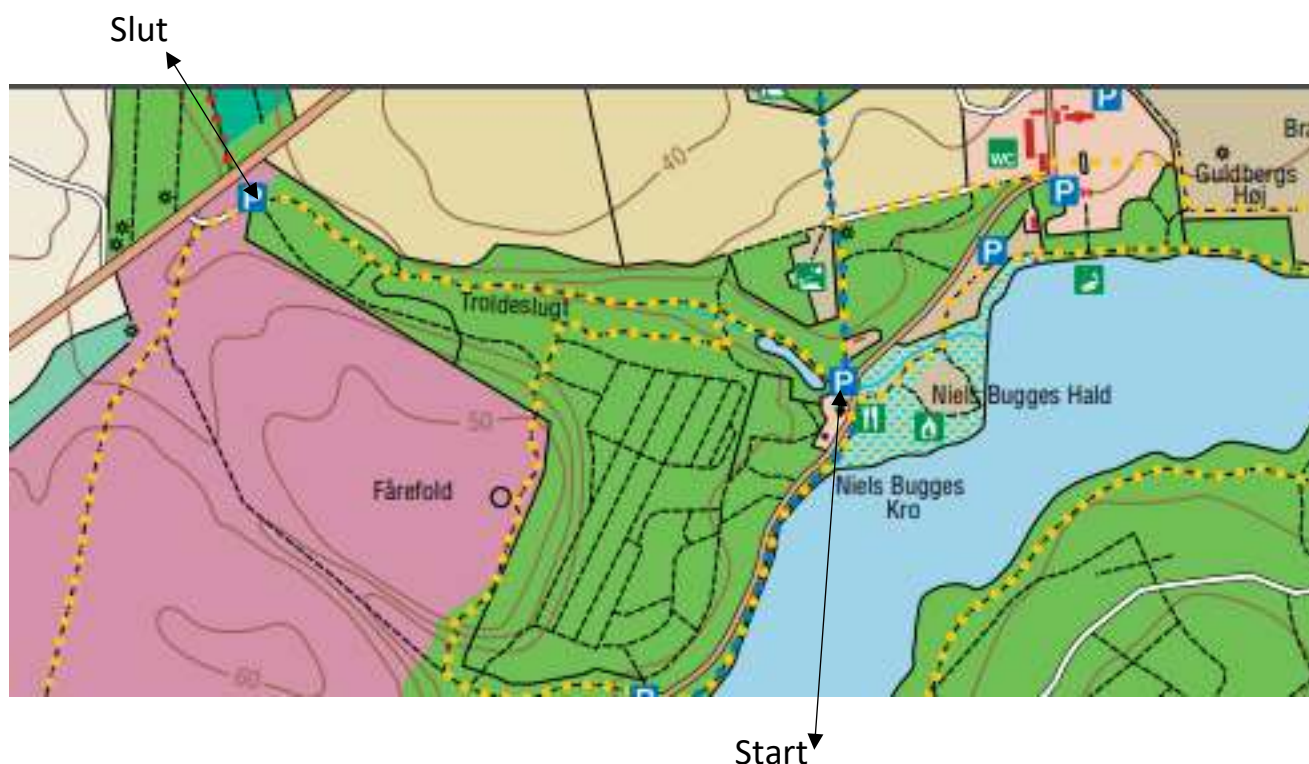 Slut
P
WC
Br
Guldbergs
Høj
P
P
P
40
Troldeslugt
P
Niels Bugges Hald
50
Fårefold
Niels Bugges
Kro
60
P
Start